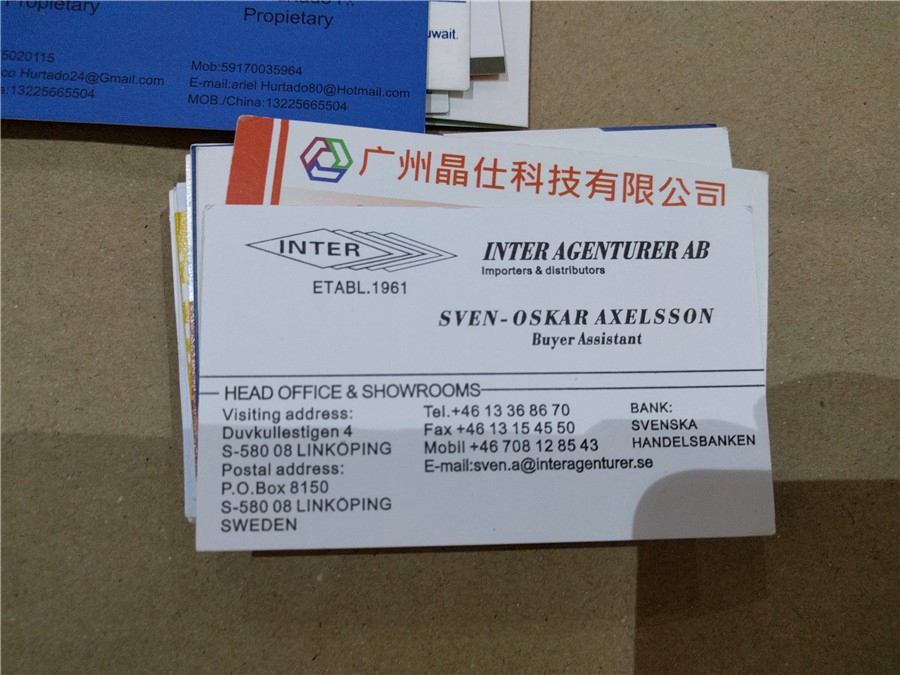 Propietary
Propietary
5020115
co Hurtado24@Gmail.com
13225665504
Mob:59170035964
E-mail:ariel Hurtado80@Hotmail.com
MOB./China:13225665504
uwait.
广州晶仕科技有限公司
INTER
ETABL.1961
INTER AGENTURER AB
Importers & distributors
SVEN-OSKAR AXELSSON
Buyer Assistant
HEAD OFFICE & SHOWROOMS
Visiting address:
Duvkullestigen 4
S-580 08 LINKÖPING
Postal address:
P.O.Box 8150
S-580 08 LINKÖPING
SWEDEN
Tel.+46 13 36 86 70
Fax +46 13 15 45 50
Mobil +46 708 12 85 43
E-mail:sven.a@interagenturer.se
BANK:
SVENSKA
HANDELSBANKEN